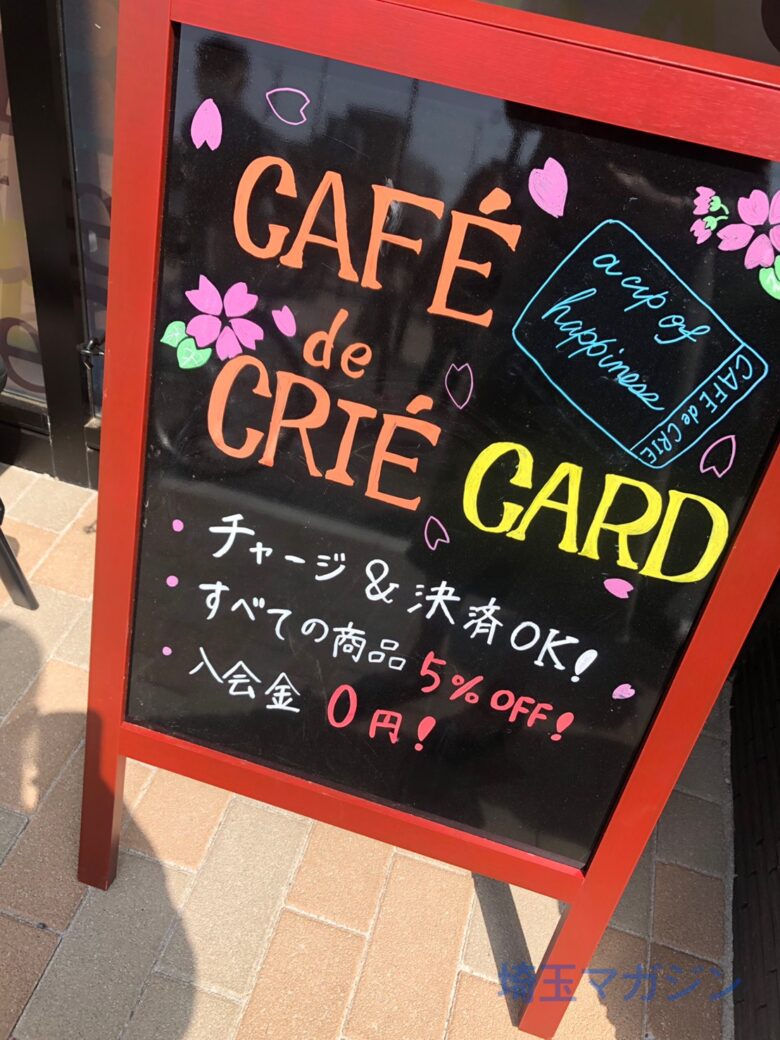 CAFÉ
de
CRIÉ
CARD
a cup of
happiness
CAFE de CRIE
・チャージ & 決済OK!
・すべての商品 5% OFF!
・入会金 0円!
埼玉マガジン